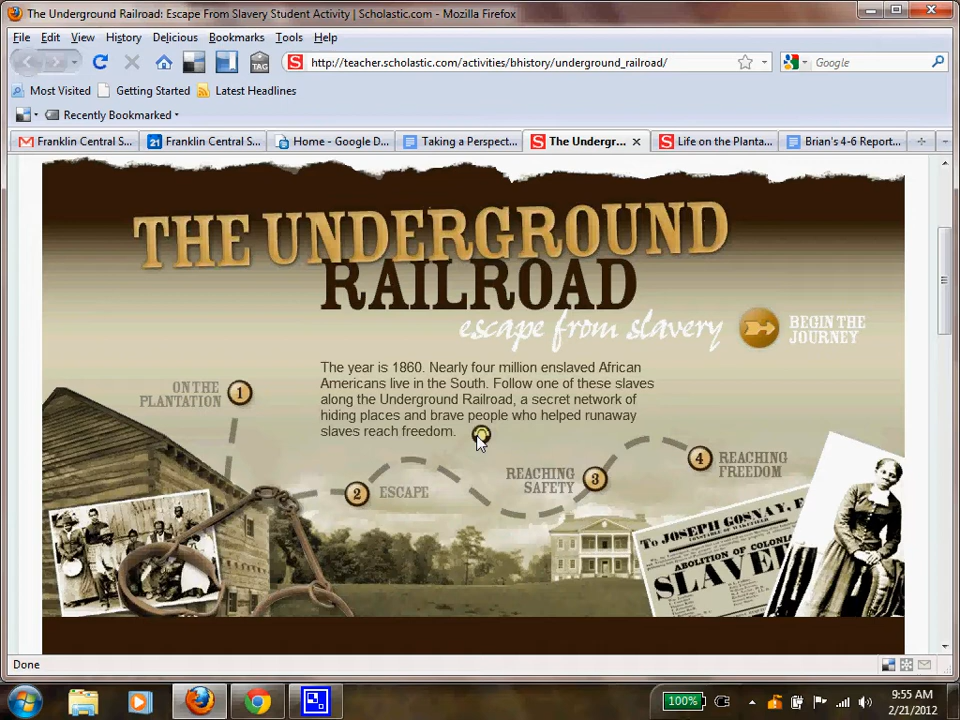 The Underground Railroad: Escape From Slavery Student Activity | Scholastic.com - Mozilla Firefox
File Edit View History Delicious Bookmarks Tools Help
TAG
S http://teacher.scholastic.com/activities/bhistory/underground_railroad/
Google
Most Visited Getting Started Latest Headlines
Recently Bookmarked
Franklin Central S...
21 Franklin Central S...
Home - Google D...
Taking a Perspect...
S The Undergr...
S Life on the Planta...
Brian's 4-6 Report...
THE UNDERGROUND
RAILROAD
escape from slavery
BEGIN THE
JOURNEY
The year is 1860. Nearly four million enslaved African
Americans live in the South. Follow one of these slaves
along the Underground Railroad, a secret network of
hiding places and brave people who helped runaway
slaves reach freedom.
ON THE
PLANTATION
1
2 ESCAPE
REACHING
SAFETY
3
4
REACHING
FREEDOM
TO JOSEPH GOSNAY, E
ABOLITION OF COLONIA
SLAVE
Done
100%
9:55 AM
2/21/2012